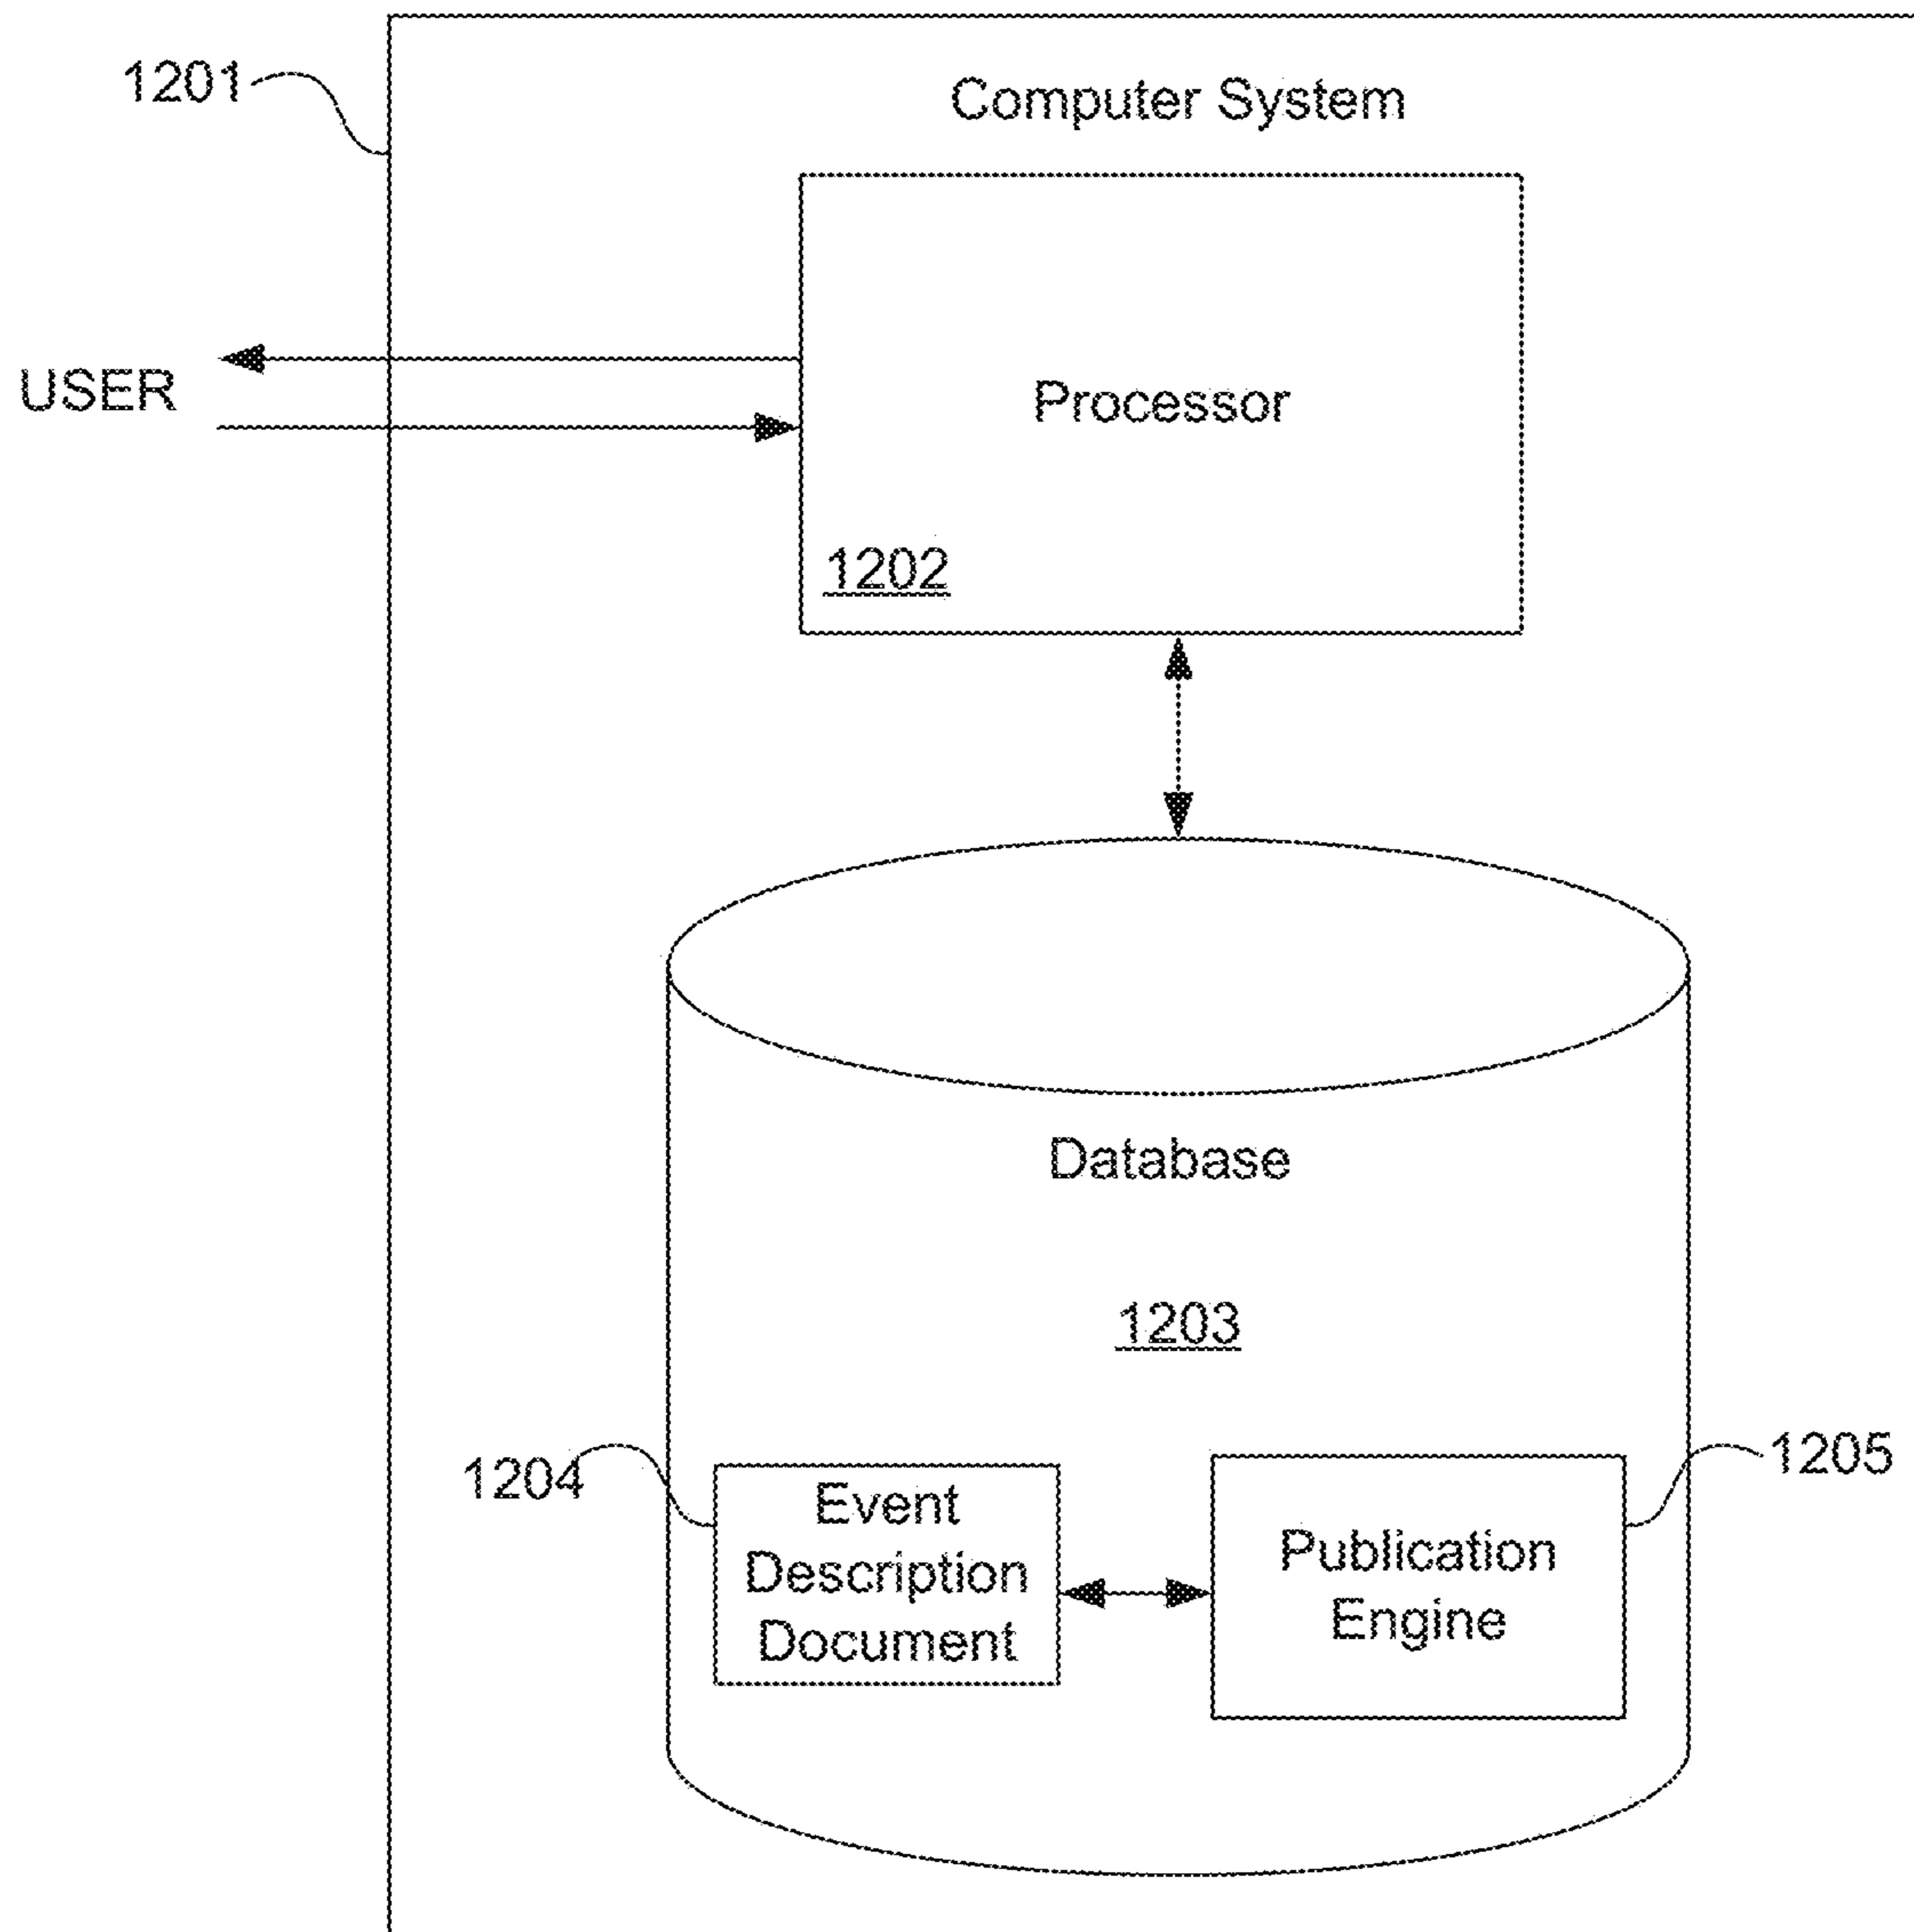 1201
Computer System
USER
Processor
1202
Database
1203
1204
Event
Description
Document
Publication
Engine
1205